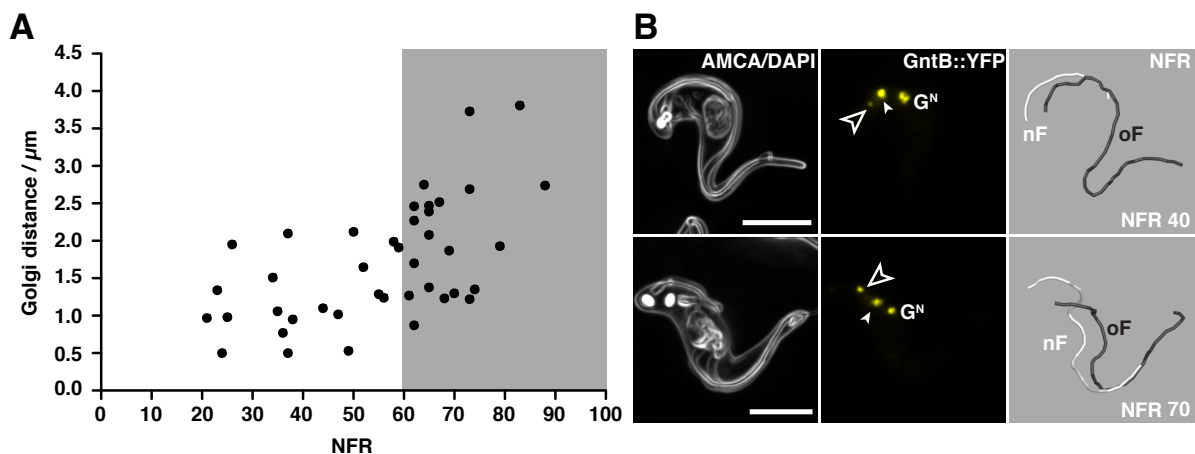 A
4.5
4.0
3.5
3.0
2.5
2.0
1.5
1.0
0.5
0.0
Golgi distance / µm
0 10 20 30 40 50 60 70 80 90 100
NFR
B
AMCA/DAPI
GntB::YFP
NFR
Gᴺ
nF
oF
NFR 40
Gᴺ
nF
oF
NFR 70